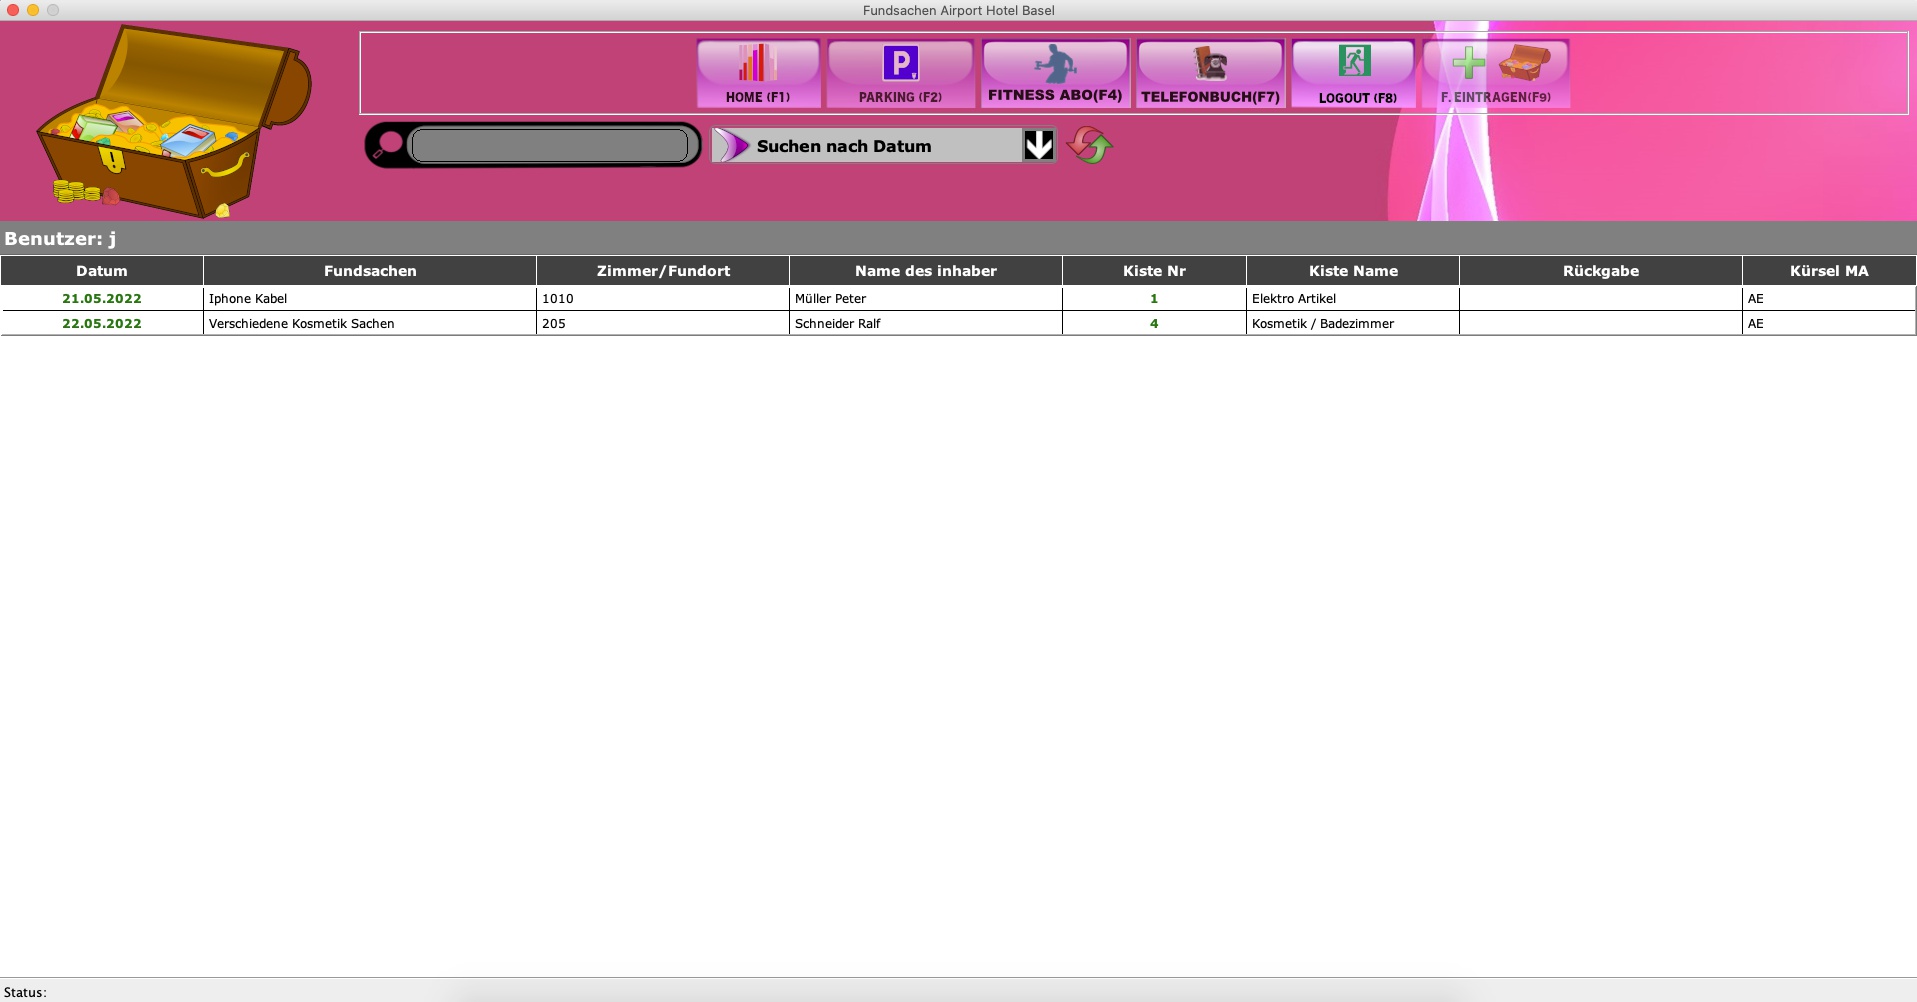 Fundsachen Airport Hotel Basel
HOME (F1) PARKING (F2) FITNESS ABO(F4) TELEFONBUCH(F7) LOGOUT (F8) F. EINTRAGEN(F9)
Suchen nach Datum
Benutzer: j
Datum Fundsachen Zimmer/Fundort Name des inhaber Kiste Nr Kiste Name Rückgabe Kürsel MA
21.05.2022 Iphone Kabel 1010 Müller Peter 1 Elektro Artikel AE
22.05.2022 Verschiedene Kosmetik Sachen 205 Schneider Ralf 4 Kosmetik / Badezimmer AE
Status: